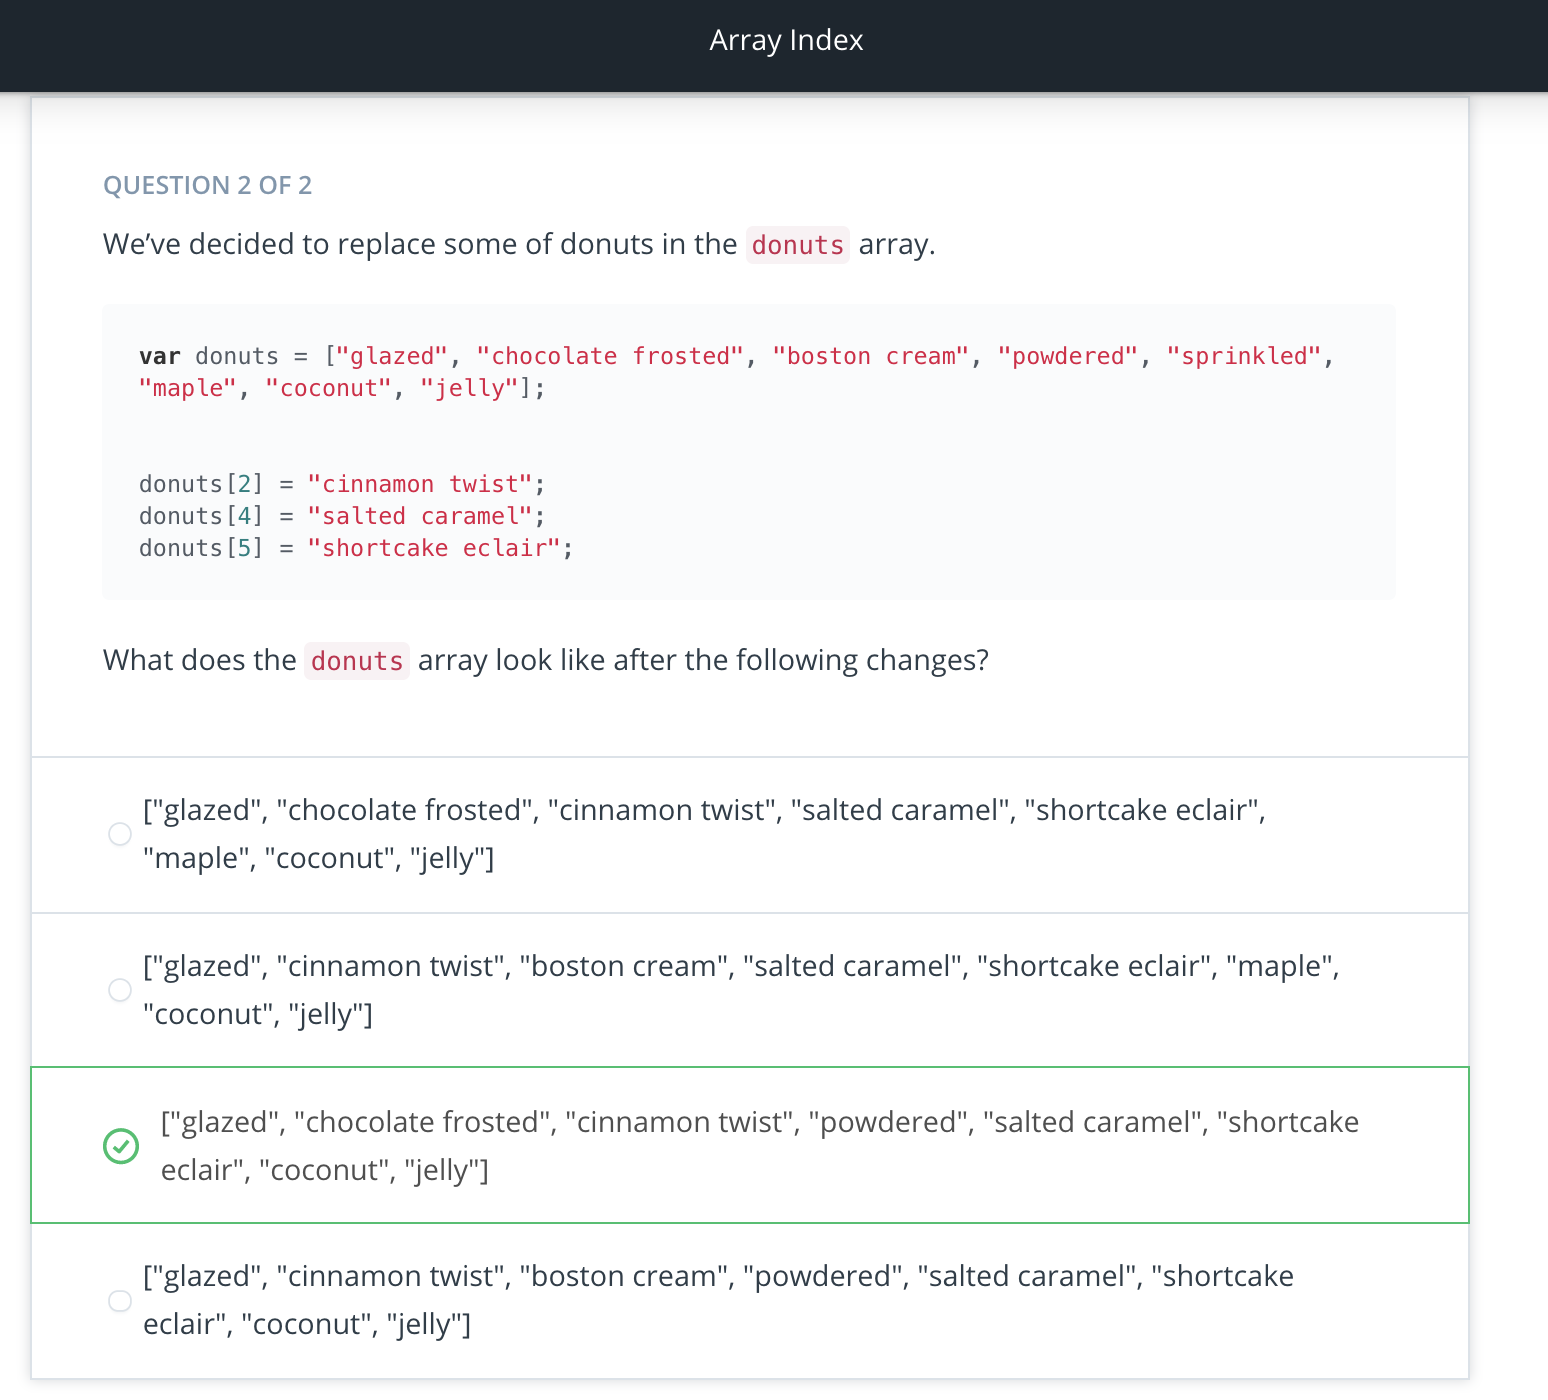 Array Index
QUESTION 2 OF 2
We’ve decided to replace some of donuts in the donuts array.
var donuts = ["glazed", "chocolate frosted", "boston cream", "powdered", "sprinkled",
"maple", "coconut", "jelly"];
donuts[2] = "cinnamon twist";
donuts[4] = "salted caramel";
donuts[5] = "shortcake eclair";
What does the donuts array look like after the following changes?
["glazed", "chocolate frosted", "cinnamon twist", "salted caramel", "shortcake eclair",
"maple", "coconut", "jelly"]
["glazed", "cinnamon twist", "boston cream", "salted caramel", "shortcake eclair", "maple",
"coconut", "jelly"]
["glazed", "chocolate frosted", "cinnamon twist", "powdered", "salted caramel", "shortcake
eclair", "coconut", "jelly"]
["glazed", "cinnamon twist", "boston cream", "powdered", "salted caramel", "shortcake
eclair", "coconut", "jelly"]